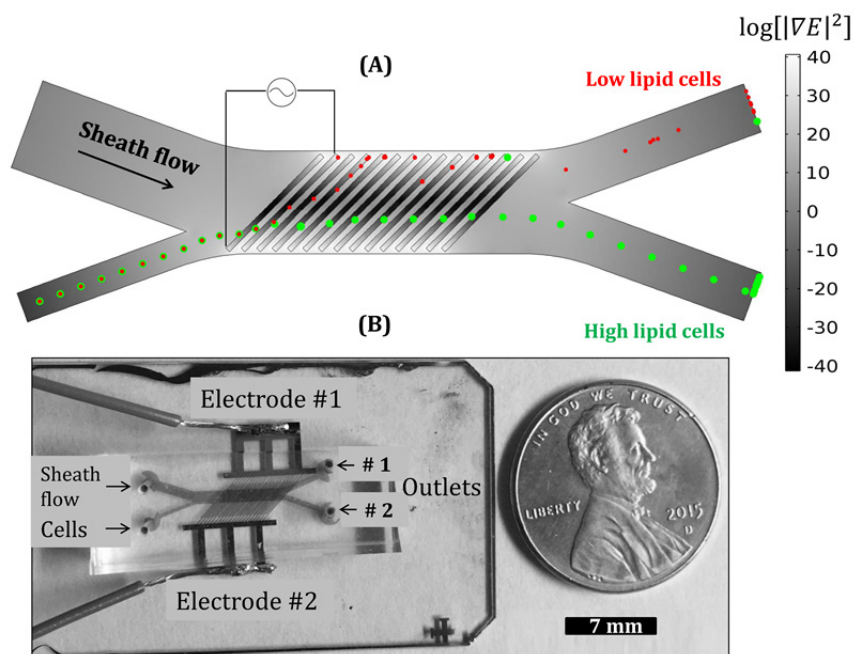 log[|∇E|²]
(A)
Low lipid cells
Sheath flow
40
30
20
10
0
-10
-20
-30
-40
High lipid cells
(B)
Electrode #1
Sheath
flow
Cells
# 1
Outlets
# 2
Electrode #2
IN GOD WE TRUST
LIBERTY
2015
D
7 mm